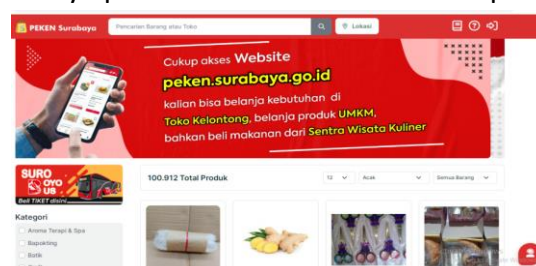 PEKEN Surabaya
Pencarian Barang atau Toko
Lokasi
Cukup akses Website
peken.surabaya.go.id
kalian bisa belanja kebutuhan di
Toko Kelontong, belanja produk UMKM,
bahkan beli makanan dari Sentra Wisata Kuliner
SURO
OYO
US
Beli TIKET disini
100.912 Total Produk
12
Acak
Semua Barang
Kategori
Aroma Terapi & Spa
Bapokting
Batik